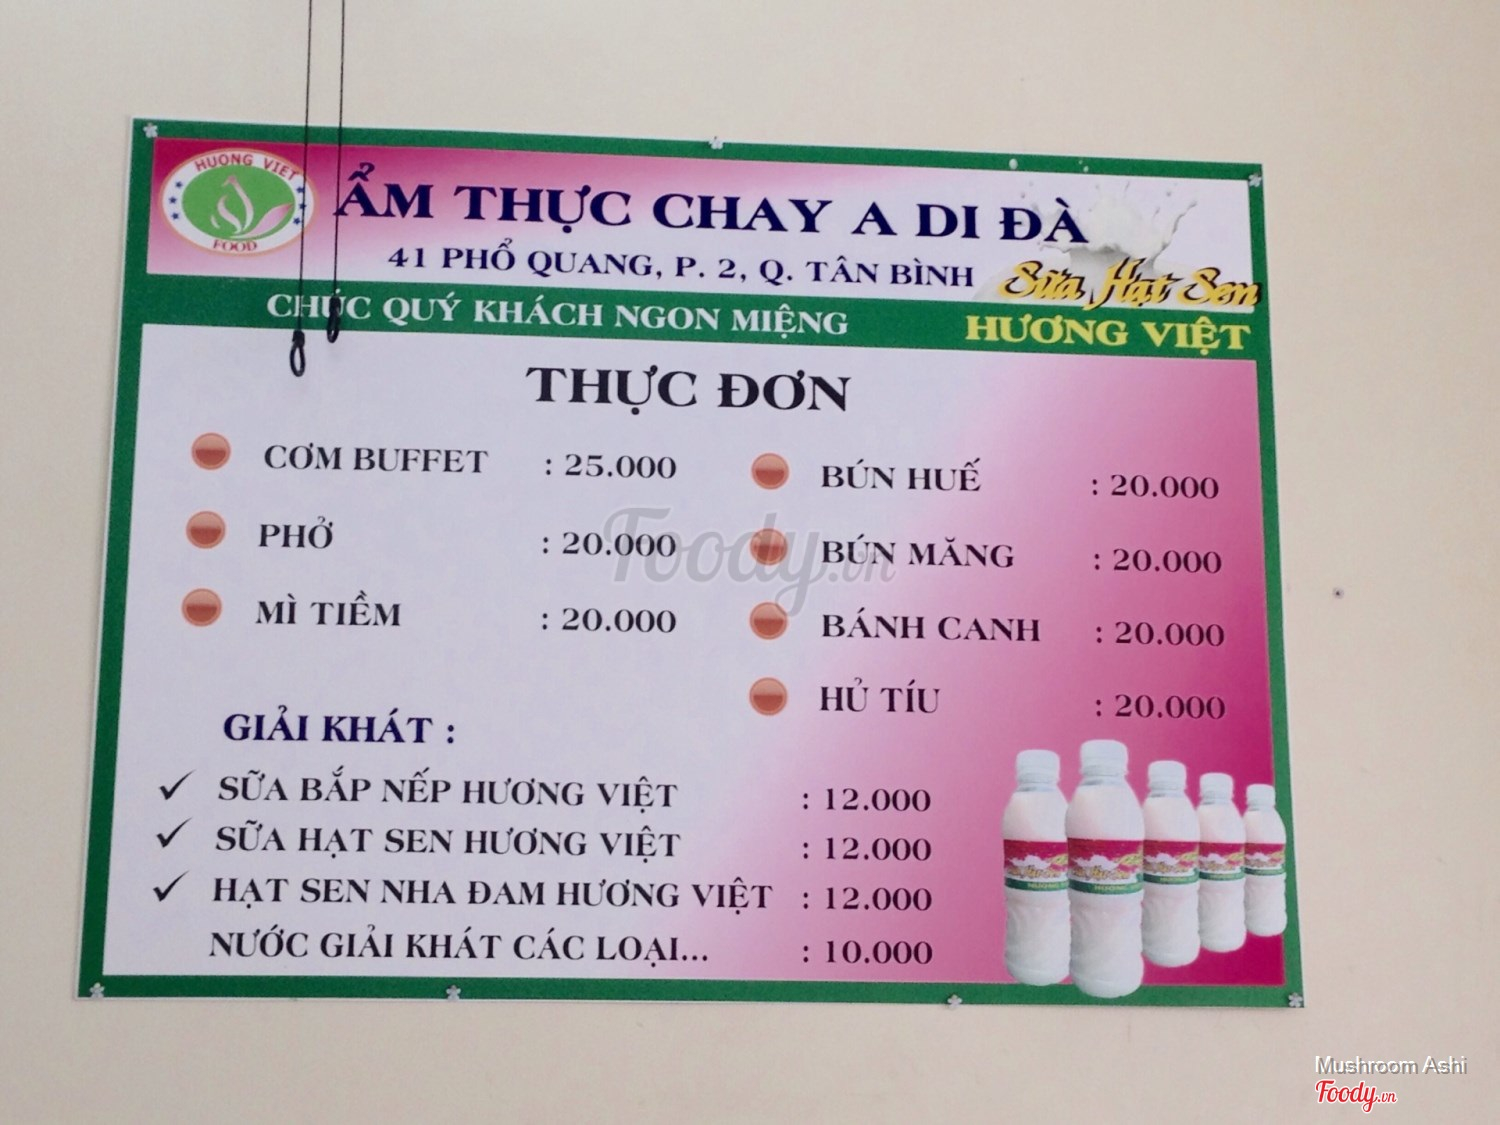 HUONG VIET
FOOD
ẨM THỰC CHAY A DI ĐÀ
41 PHỔ QUANG, P. 2, Q. TÂN BÌNH
Sữa Hạt Sen
HƯƠNG VIỆT
CHÚC QUÝ KHÁCH NGON MIỆNG
THỰC ĐƠN
CƠM BUFFET : 25.000
PHỞ : 20.000
MÌ TIỀM : 20.000
BÚN HUẾ : 20.000
BÚN MĂNG : 20.000
BÁNH CANH : 20.000
HỦ TÍU : 20.000
GIẢI KHÁT :
SỮA BẮP NẾP HƯƠNG VIỆT : 12.000
SỮA HẠT SEN HƯƠNG VIỆT : 12.000
HẠT SEN NHA ĐAM HƯƠNG VIỆT : 12.000
NƯỚC GIẢI KHÁT CÁC LOẠI... : 10.000
Foody.vn
Mushroom Ashi
Foody.vn